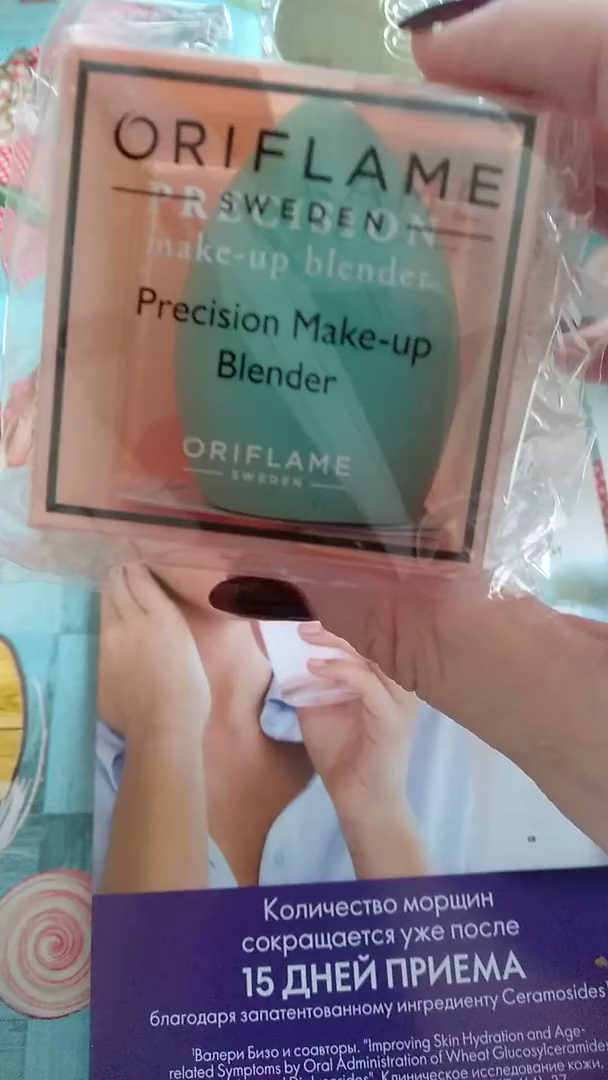 ORIFLAME
SWEDEN
PRECISION
make-up blender
Precision Make-up
Blender
ORIFLAME
SWEDEN
Количество морщин
сокращается уже после
15 ДНЕЙ ПРИЕМА
благодаря запатентованному ингредиенту Ceramosides
¹Валери Бизо и соавторы. "Improving Skin Hydration and Age-
related Symptoms by Oral Administration of Wheat Glucosylceramides
Клиническое исследование кожи,